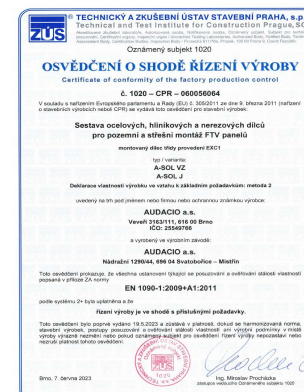 TECHNICKÝ A ZKUŠEBNÍ ÚSTAV STAVEBNÍ PRAHA, s.p.
Technical and Test Institute for Construction Prague, SOE
Oznámený subjekt 1020
OSVĚDČENÍ O SHODĚ ŘÍZENÍ VÝROBY
Certificate of conformity of the factory production control
č. 1020 – CPR – 060056064
V souladu s nařízením Evropského parlamentu a Rady (EU) č. 305/2011 ze dne 9. března 2011 (nařízení
o stavebních výrobcích neboli CPR) se vydává toto osvědčení pro stavební výrobek:
Sestava ocelových, hliníkových a nerezových dílců
pro pozemní a střešní montáž FTV panelů
montovaný dílec třídy provedení EXC1
typ / varianta:
A-SOL VZ
A-SOL J
Deklarace vlastností výrobku ve vztahu k základním požadavkům: metoda 2
uvedený na trh pod jménem nebo firmou nebo ochrannou známkou výrobce:
AUDACIO a.s.
Veveří 3163/111, 616 00 Brno
IČO: 25549766
a vyrobený ve výrobním závodě:
AUDACIO a.s.
Nádražní 1290/44, 696 04 Svatobořice – Mistřín
Toto osvědčení prokazuje, že všechna ustanovení týkající se posuzování a ověřování stálosti vlastností
popsaná v příloze ZA normy
EN 1090-1:2009+A1:2011
podle systému 2+ byla uplatněna a že
řízení výroby je ve shodě s příslušnými požadavky.
Toto osvědčení bylo poprvé vydáno 19.5.2023 a zůstává v platnosti, dokud se harmonizovaná norma,
stavební výrobek, postupy posuzování a ověřování stálosti vlastností ani výrobní podmínky v místě
výroby výrazně nezmění nebo pokud oznámený subjekt pro osvědčení řízení výroby nepozastaví nebo
nezruší platnost tohoto osvědčení.
Brno, 7. června 2023
Ing. Miroslav Procházka
zástupce vedoucího Oznámeného subjektu 1020